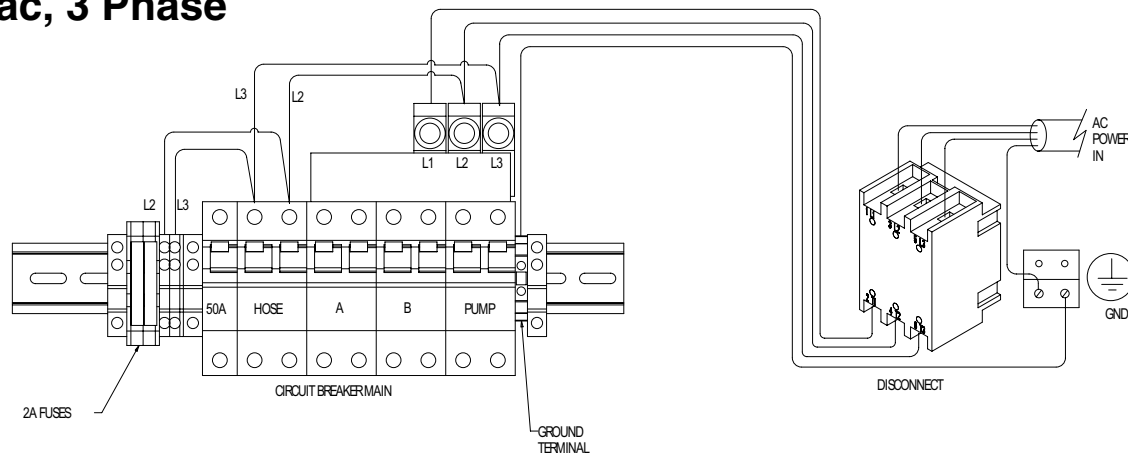 ac, 3 Phase
L3
L2
L1
L2
L3
AC
POWER
IN
L2
L3
50A
HOSE
A
B
PUMP
GND
CIRCUIT BREAKER MAIN
DISCONNECT
2A FUSES
GROUND
TERMINAL